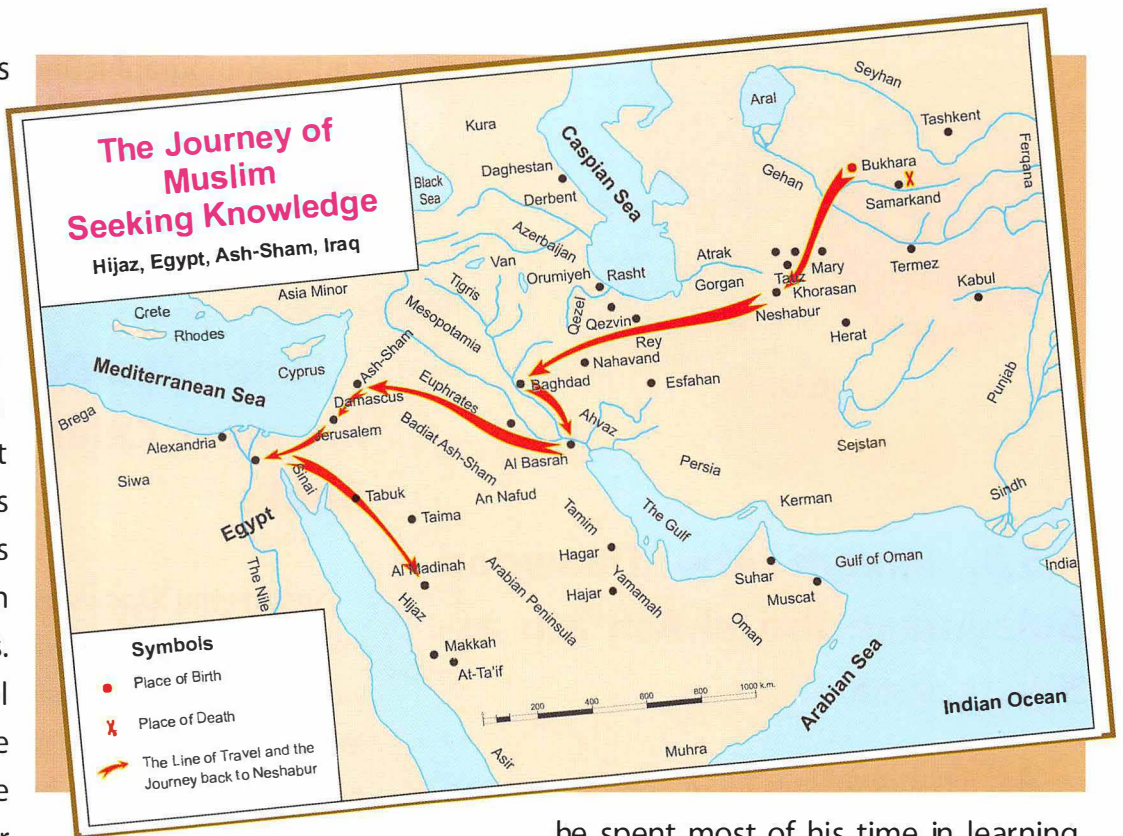 s
t
s
s
n
s.
l
e
e
r
The Journey of
Muslim
Seeking Knowledge
Hijaz, Egypt, Ash-Sham, Iraq
Seyhan
Aral
Tashkent
Kura
Caspian Sea
Ferqana
Daghestan
Bukhara
Black
Sea
Derbent
Gehan
Samarkand
Azerbaijan
Van
Atrak
Mary
Termez
Orumiyeh
Rasht
Gorgan
Khorasan
Kabul
Asia Minor
Tigris
Qezel
Qezvin
Neshabur
Crete
Rhodes
Mesopotamia
Rey
Herat
Nahavand
Mediterranean Sea
Cyprus
Ash-Sham
Baghdad
Esfahan
Punjab
Damascus
Euphrates
Brega
Jerusalem
Ahvaz
Alexandria
Badiat Ash-Sham
Al Basrah
Sejstan
Siwa
Sinai
Persia
Tabuk
An Nafud
Kerman
Sindh
Egypt
Taima
Tamim
The Gulf
The Nile
Al Madinah
Hagar
Gulf of Oman
India
Hijaz
Arabian Peninsula
Hajar
Yamamah
Suhar
Muscat
Oman
Makkah
At-Ta'if
200 400 600 800 1000 k.m.
Arabian Sea
Indian Ocean
Asir
Muhra
Symbols
Place of Birth
Place of Death
The Line of Travel and the
Journey back to Neshabur
he spent most of his time in learning